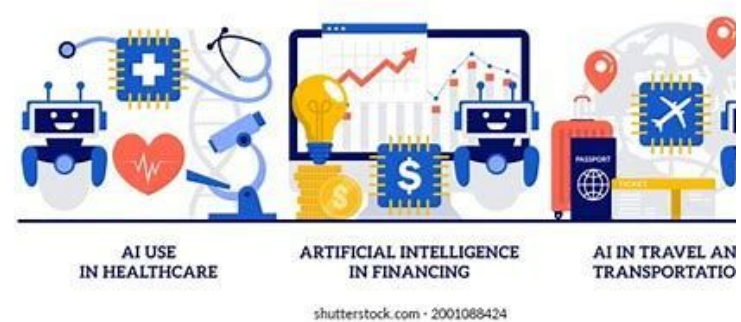 PASSPORT
TICKET
$
$
AI USE
IN HEALTHCARE
ARTIFICIAL INTELLIGENCE
IN FINANCING
AI IN TRAVEL AN
TRANSPORTATIO
shutterstock.com · 2001088424